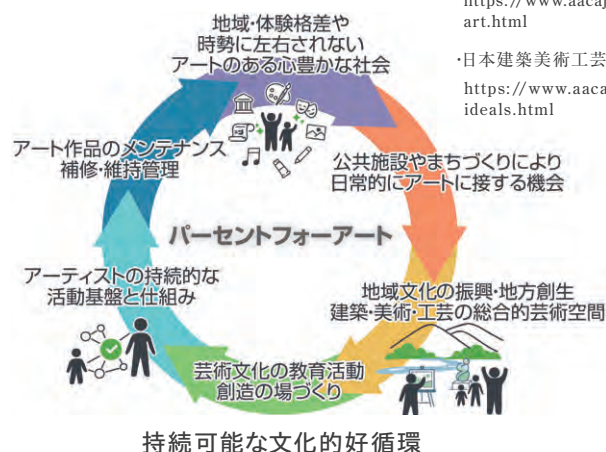 https://www.aacaj
art.html
・日本建築美術工芸
https://www.aaca
ideals.html
地域・体験格差や
時勢に左右されない
アートのある心豊かな社会
公共施設やまちづくりにより
日常的にアートに接する機会
地域文化の振興・地方創生
建築・美術・工芸の総合的芸術空間
芸術文化の教育活動
創造の場づくり
アーティストの持続的な
活動基盤と仕組み
アート作品のメンテナンス
補修・維持管理
パーセントフォーアート
持続可能な文化的好循環